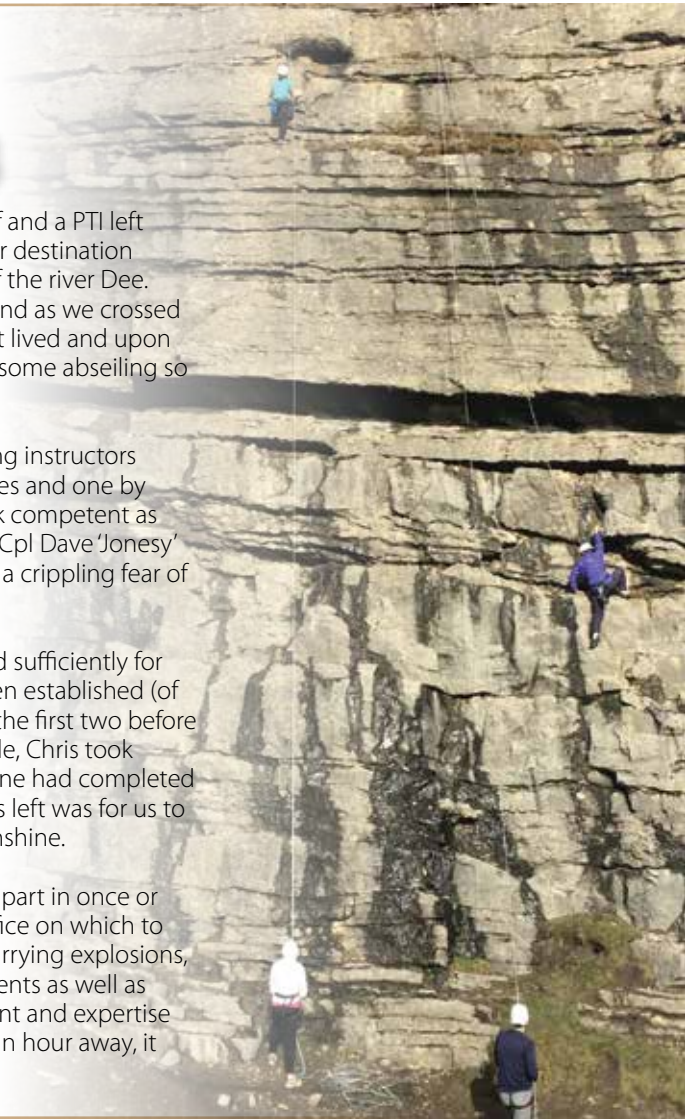 f and a PTI left
r destination
f the river Dee.
nd as we crossed
t lived and upon
some abseiling so
ng instructors
es and one by
k competent as
Cpl Dave ‘Jonesy’
a crippling fear of
d sufficiently for
en established (of
the first two before
le, Chris took
ne had completed
s left was for us to
nshine.
part in once or
fice on which to
arrying explosions,
ents as well as
nt and expertise
n hour away, it